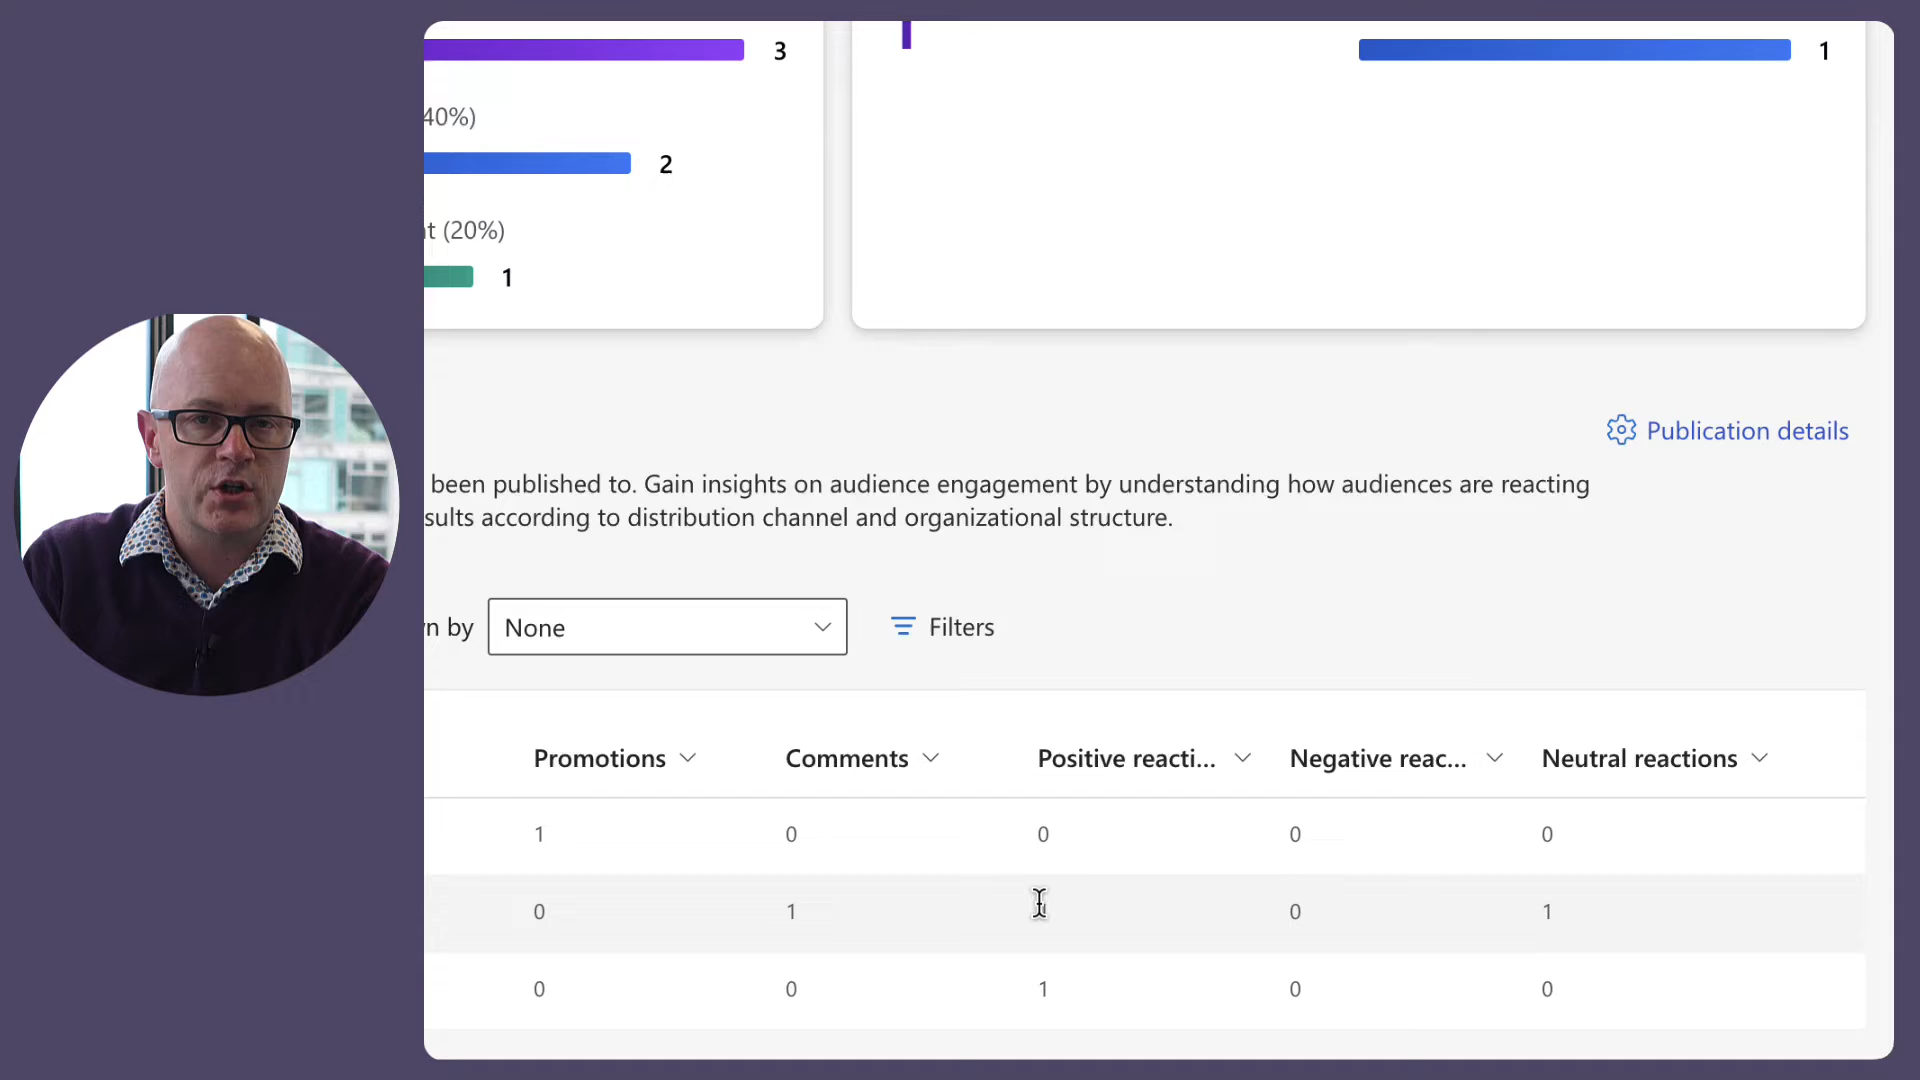 3
1
40%)
2
t (20%)
1
Publication details
been published to. Gain insights on audience engagement by understanding how audiences are reacting
sults according to distribution channel and organizational structure.
n by
None
Filters
Promotions Comments Positive reacti... Negative reac... Neutral reactions
1 0 0 0 0
0 1 0 1
0 0 1 0 0